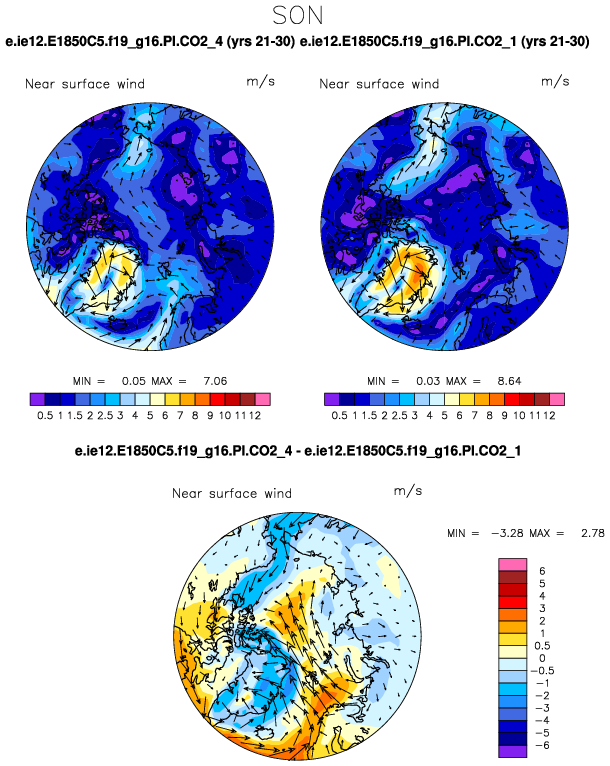 SON
e.ie12.E1850C5.f19_g16.PI.CO2_4 (yrs 21-30) e.ie12.E1850C5.f19_g16.PI.CO2_1 (yrs 21-30)
Near surface wind m/s Near surface wind m/s
MIN = 0.05 MAX = 7.06 MIN = 0.03 MAX = 8.64
0.5 1 1.5 2 2.5 3 4 5 6 7 8 9 10 11 12 0.5 1 1.5 2 2.5 3 4 5 6 7 8 9 10 11 12
e.ie12.E1850C5.f19_g16.PI.CO2_4 - e.ie12.E1850C5.f19_g16.PI.CO2_1
Near surface wind m/s
MIN = -3.28 MAX = 2.78
6
5
4
3
2
1
0.5
0
-0.5
-1
-2
-3
-4
-5
-6